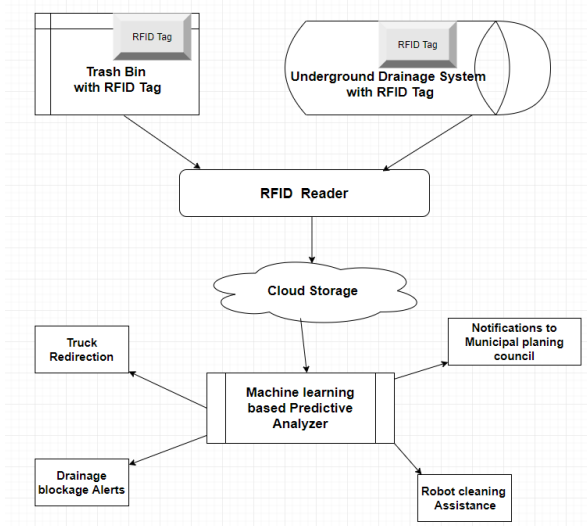 RFID Tag
Trash Bin
with RFID Tag
RFID Tag
Underground Drainage System
with RFID Tag
RFID Reader
Cloud Storage
Truck
Redirection
Notifications to
Municipal planing
council
Machine learning
based Predictive
Analyzer
Drainage
blockage Alerts
Robot cleaning
Assistance